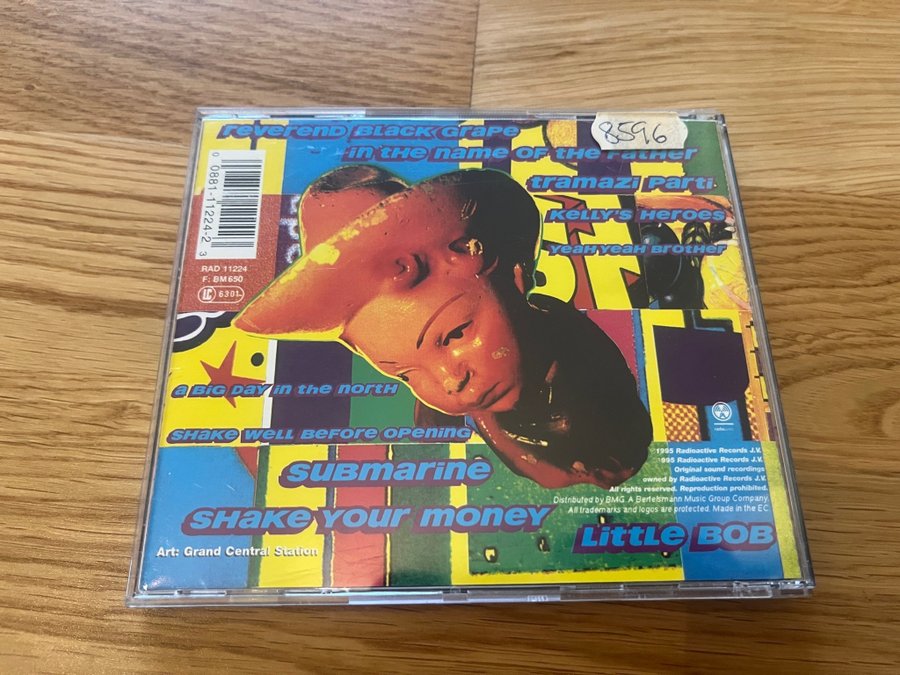 Reverend Black Grape
8596
In the Name of the Father
Tramazi Parti
Kelly's Heroes
Yeah Yeah Brother
0 0881-11224-2 3
RAD 11224
F: BM 650
LC 6301
A Big Day in the North
Shake Well Before Opening
Submarine
Shake Your Money
Little Bob
1995 Radioactive Records J.V.
1995 Radioactive Records J.V.
Original sound recordings
owned by Radioactive Records J.V.
All rights reserved. Reproduction prohibited.
Distributed by BMG. A Bertelsmann Music Group Company.
All trademarks and logos are protected. Made in the EC
Art: Grand Central Station